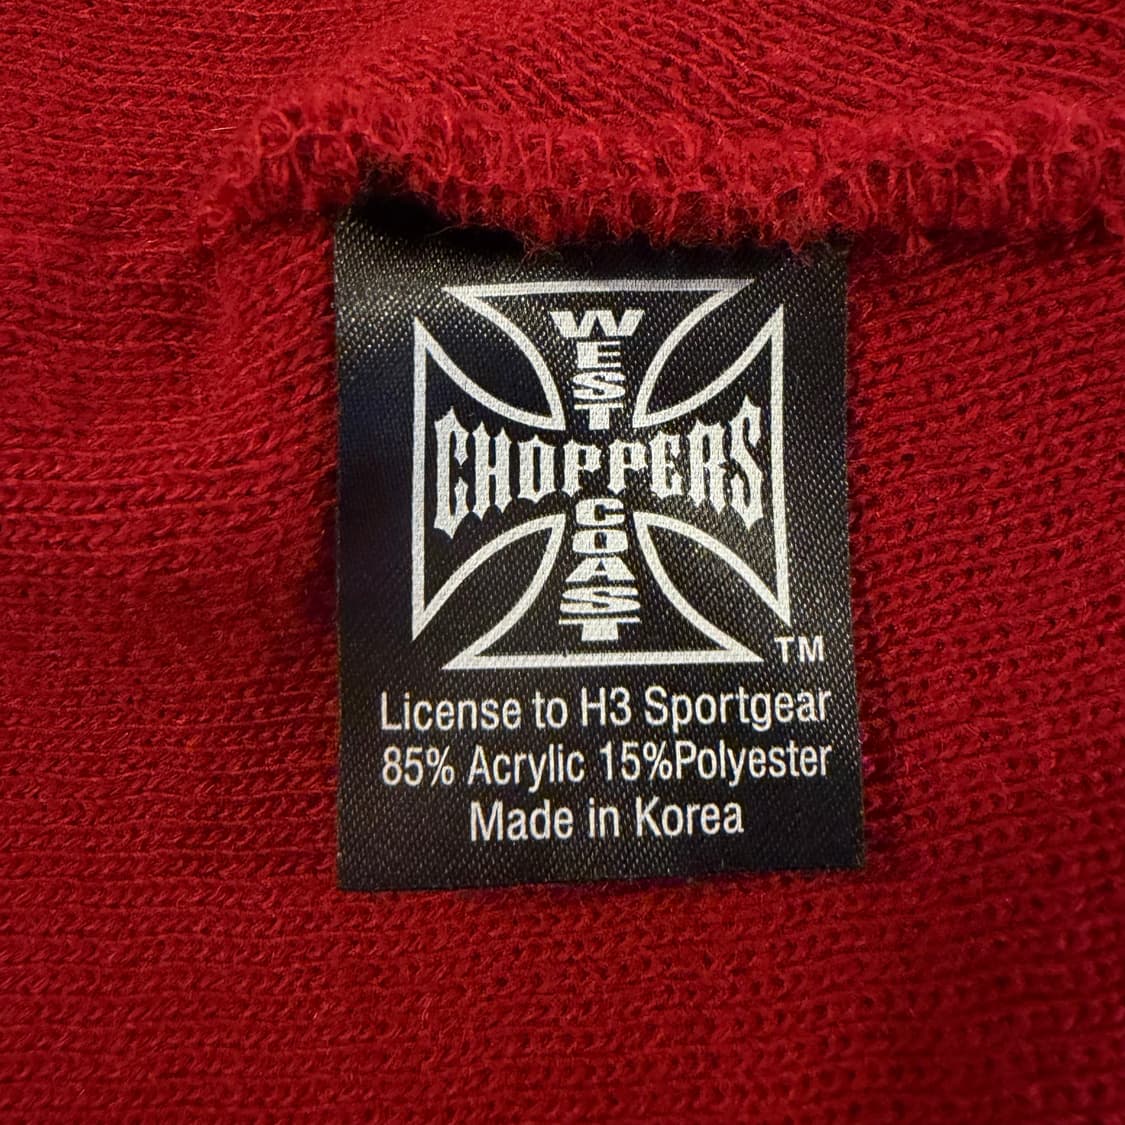 WEST
CHOPPERS
COAST
TM
License to H3 Sportgear
85% Acrylic 15%Polyester
Made in Korea